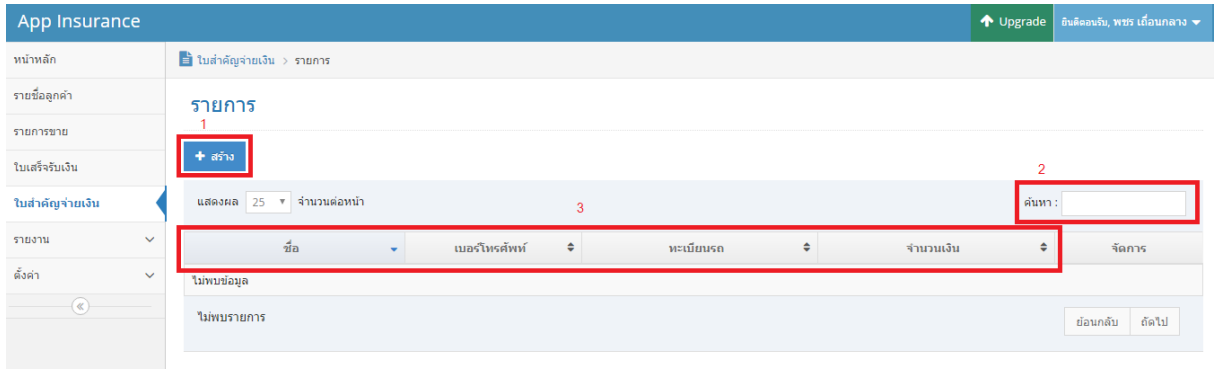 App Insurance
Upgrade
ยินดีตอนรับ, พชร เถื่อนกลาง
หน้าหลัก
รายชื่อลูกค้า
รายการขาย
ใบเสร็จรับเงิน
ใบสำคัญจ่ายเงิน
รายงาน
ตั้งค่า
ใบสำคัญจ่ายเงิน > รายการ
รายการ
1
+ สร้าง
2
แสดงผล 25 จำนวนต่อหน้า
3
ค้นหา :
ชื่อ เบอร์โทรศัพท์ ทะเบียนรถ จำนวนเงิน จัดการ
ไม่พบข้อมูล
ไม่พบรายการ
ย้อนกลับ ถัดไป